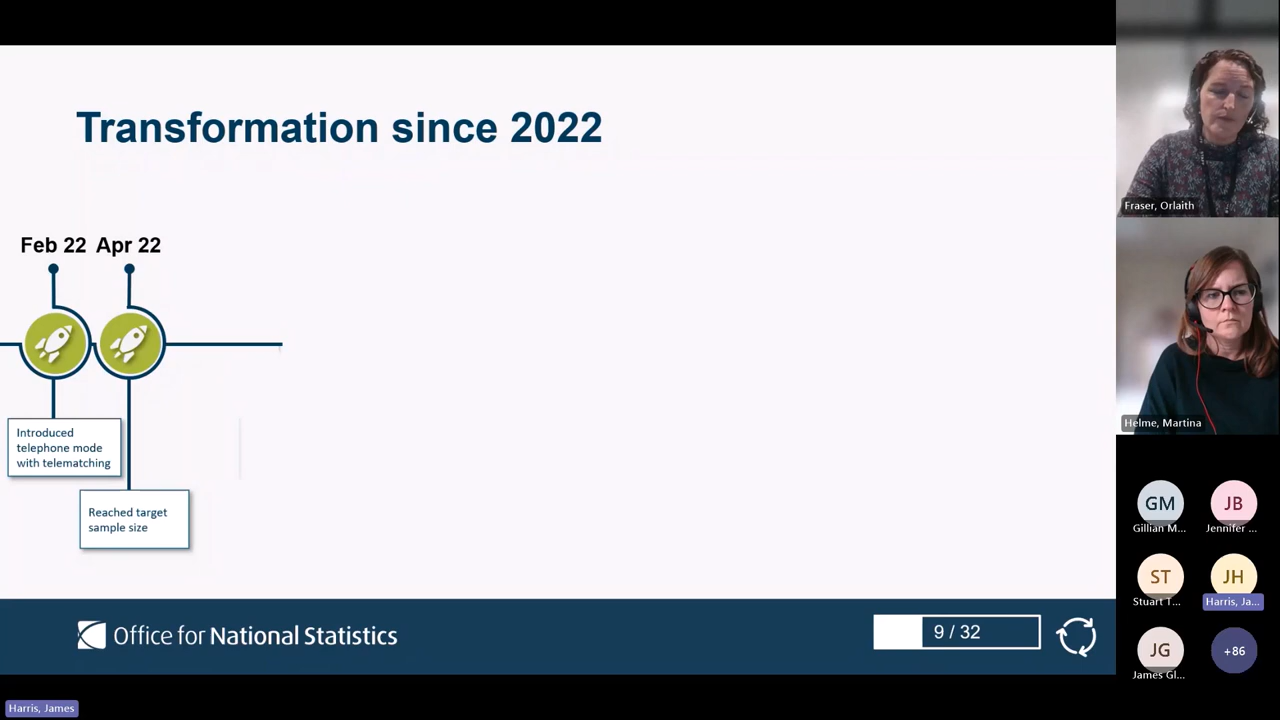 Transformation since 2022
Feb 22 Apr 22
Introduced
telephone mode
with telematching
Reached target
sample size
Office for National Statistics
9 / 32
Fraser, Orlaith
Helme, Martina
GM
Gillian M...
JB
Jennifer ...
ST
Stuart T...
JH
Harris, Ja...
JG
James Gl...
+86
Harris, James